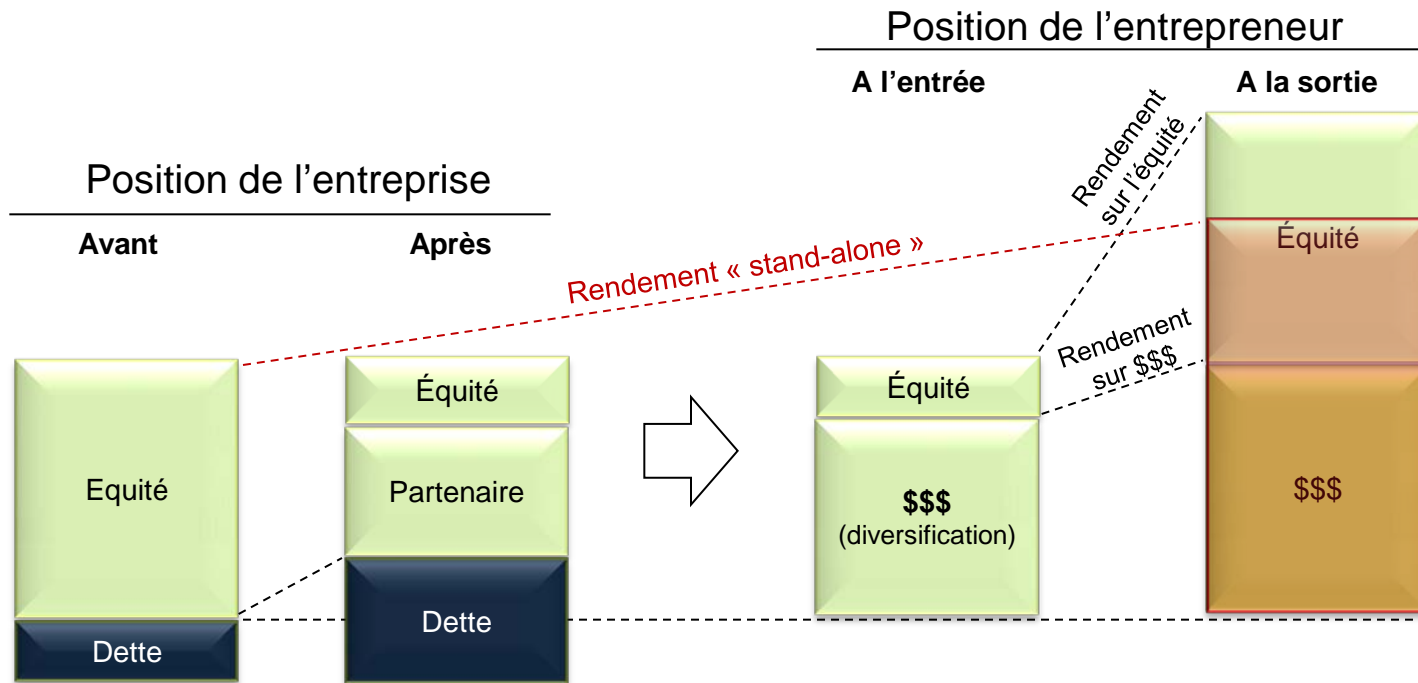 Position de l’entrepreneur
A l’entrée
A la sortie
Position de l’entreprise
Avant
Après
Rendement
sur l’équité
Rendement « stand-alone »
Rendement
sur $$$
Equité
Dette
Équité
Partenaire
Dette
Équité
$$$
(diversification)
Équité
$$$